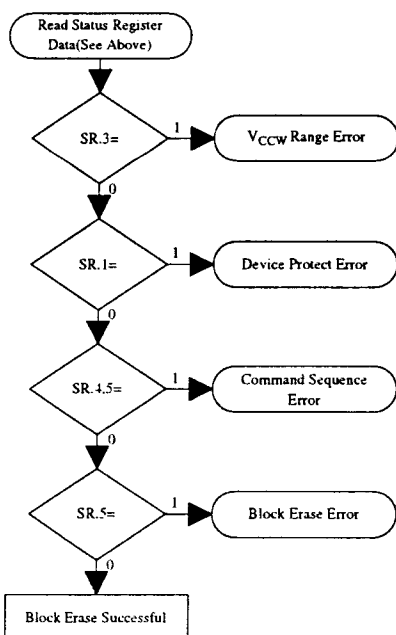 Read Status Register
Data(See Above)
SR.3=
1
V_CCW Range Error
0
SR.1=
1
Device Protect Error
0
SR.4,5=
1
Command Sequence
Error
0
SR.5=
1
Block Erase Error
0
Block Erase Successful